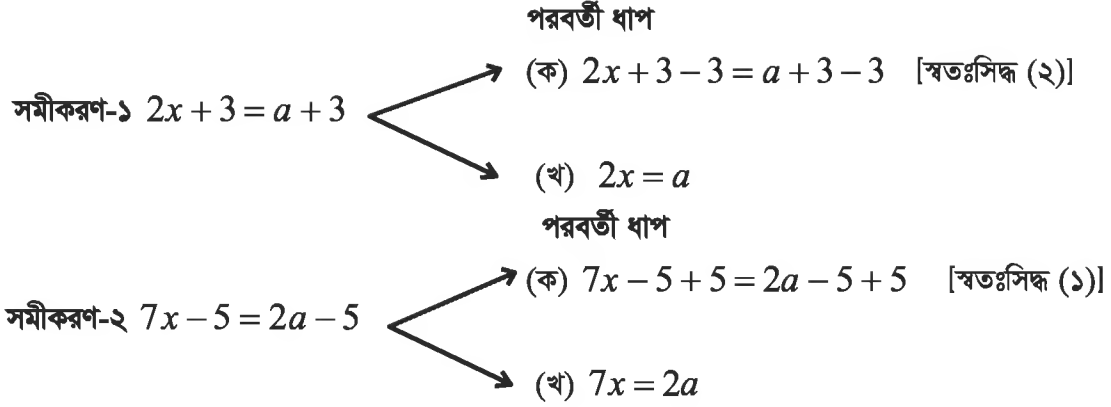 পরবর্তী ধাপ
(ক) 2x + 3 – 3 = a + 3 – 3 [স্বতঃসিদ্ধ (২)]
সমীকরণ-১ 2x + 3 = a + 3
(খ) 2x = a
পরবর্তী ধাপ
(ক) 7x – 5 + 5 = 2a – 5 + 5 [স্বতঃসিদ্ধ (১)]
সমীকরণ-২ 7x – 5 = 2a – 5
(খ) 7x = 2a